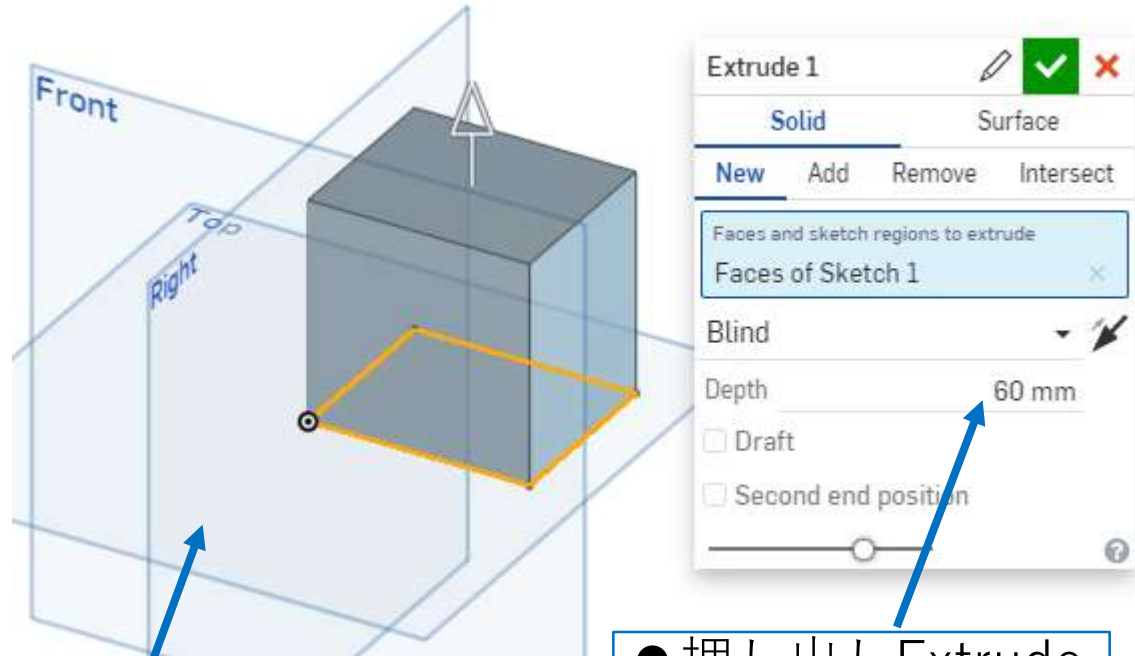 Front
Top
Right
Extrude 1
Solid Surface
New Add Remove Intersect
Faces and sketch regions to extrude
Faces of Sketch 1
Blind
Depth 60 mm
Draft
Second end position
●押し出し Extrude